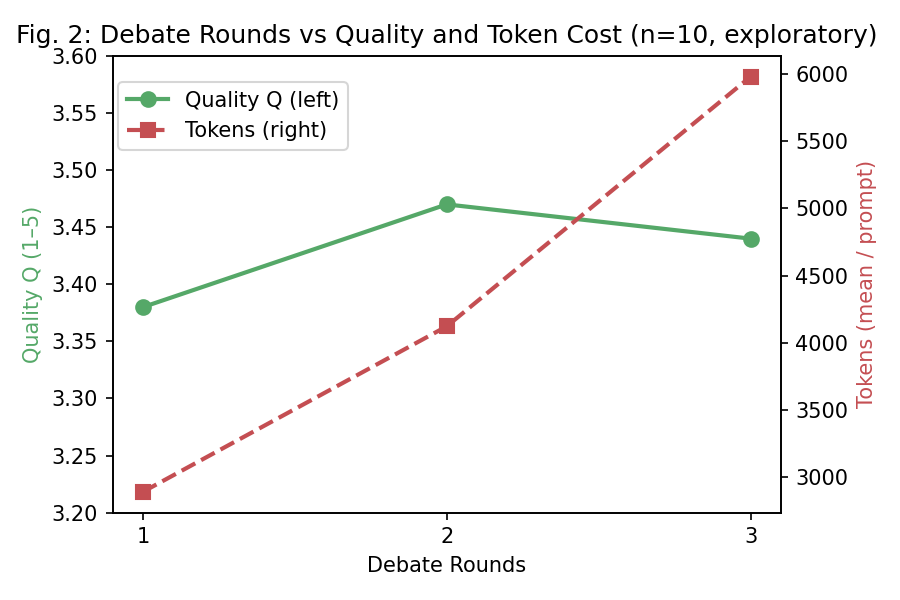 Fig. 2: Debate Rounds vs Quality and Token Cost (n=10, exploratory)
Quality Q (left)
Tokens (right)
Quality Q (1–5)
3.60
3.55
3.50
3.45
3.40
3.35
3.30
3.25
3.20
6000
5500
5000
4500
4000
3500
3000
Tokens (mean / prompt)
1 2 3
Debate Rounds